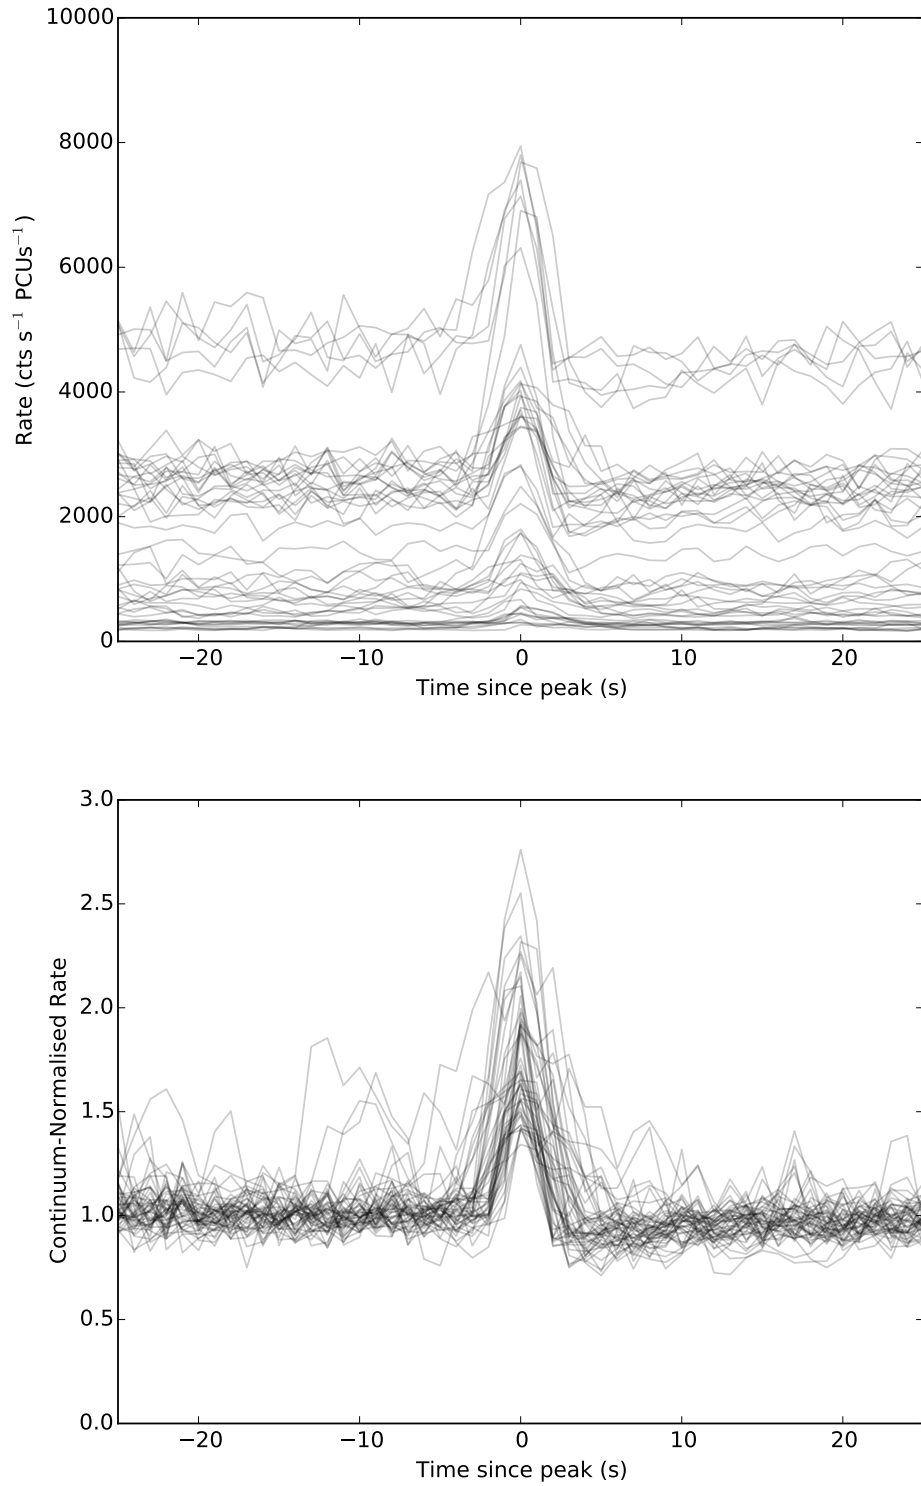 10000
8000
6000
4000
2000
0
Rate (cts s⁻¹ PCUs⁻¹)
−20 −10 0 10 20
Time since peak (s)
3.0
2.5
2.0
1.5
1.0
0.5
0.0
Continuum-Normalised Rate
−20 −10 0 10 20
Time since peak (s)